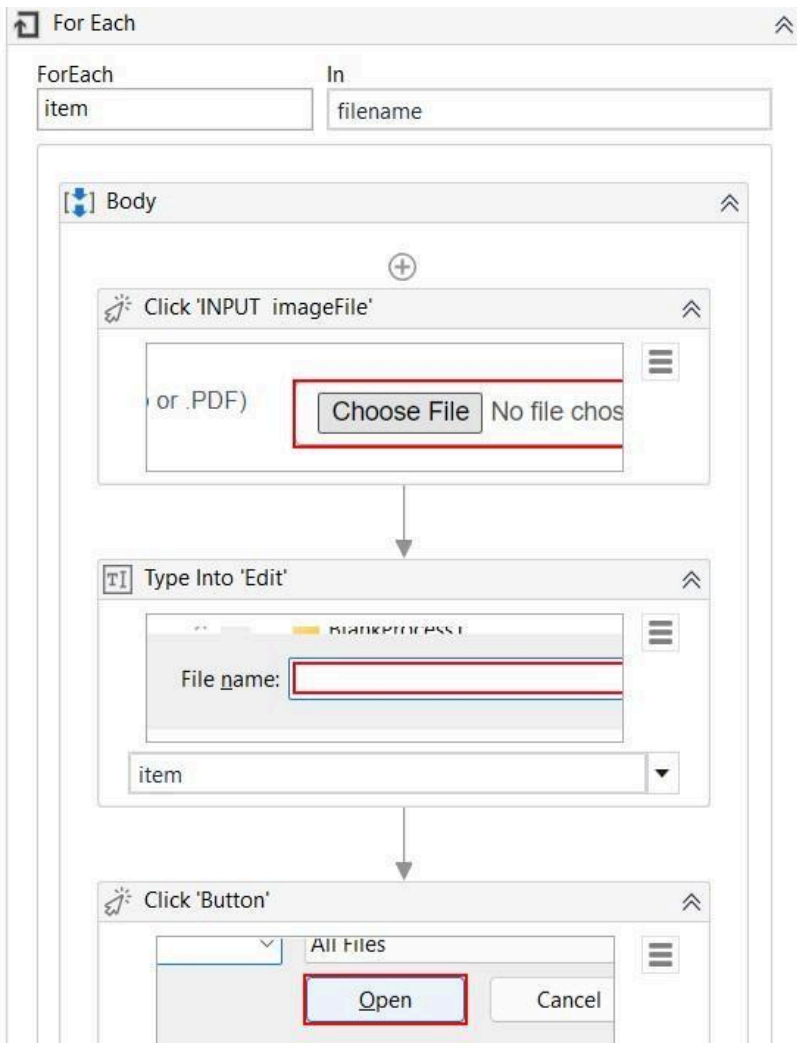 For Each
ForEach In
item filename
Body
Click 'INPUT imageFile'
or .PDF) Choose File No file chos
Type Into 'Edit'
BlankProcess1
File name:
item
Click 'Button'
All Files
Open Cancel